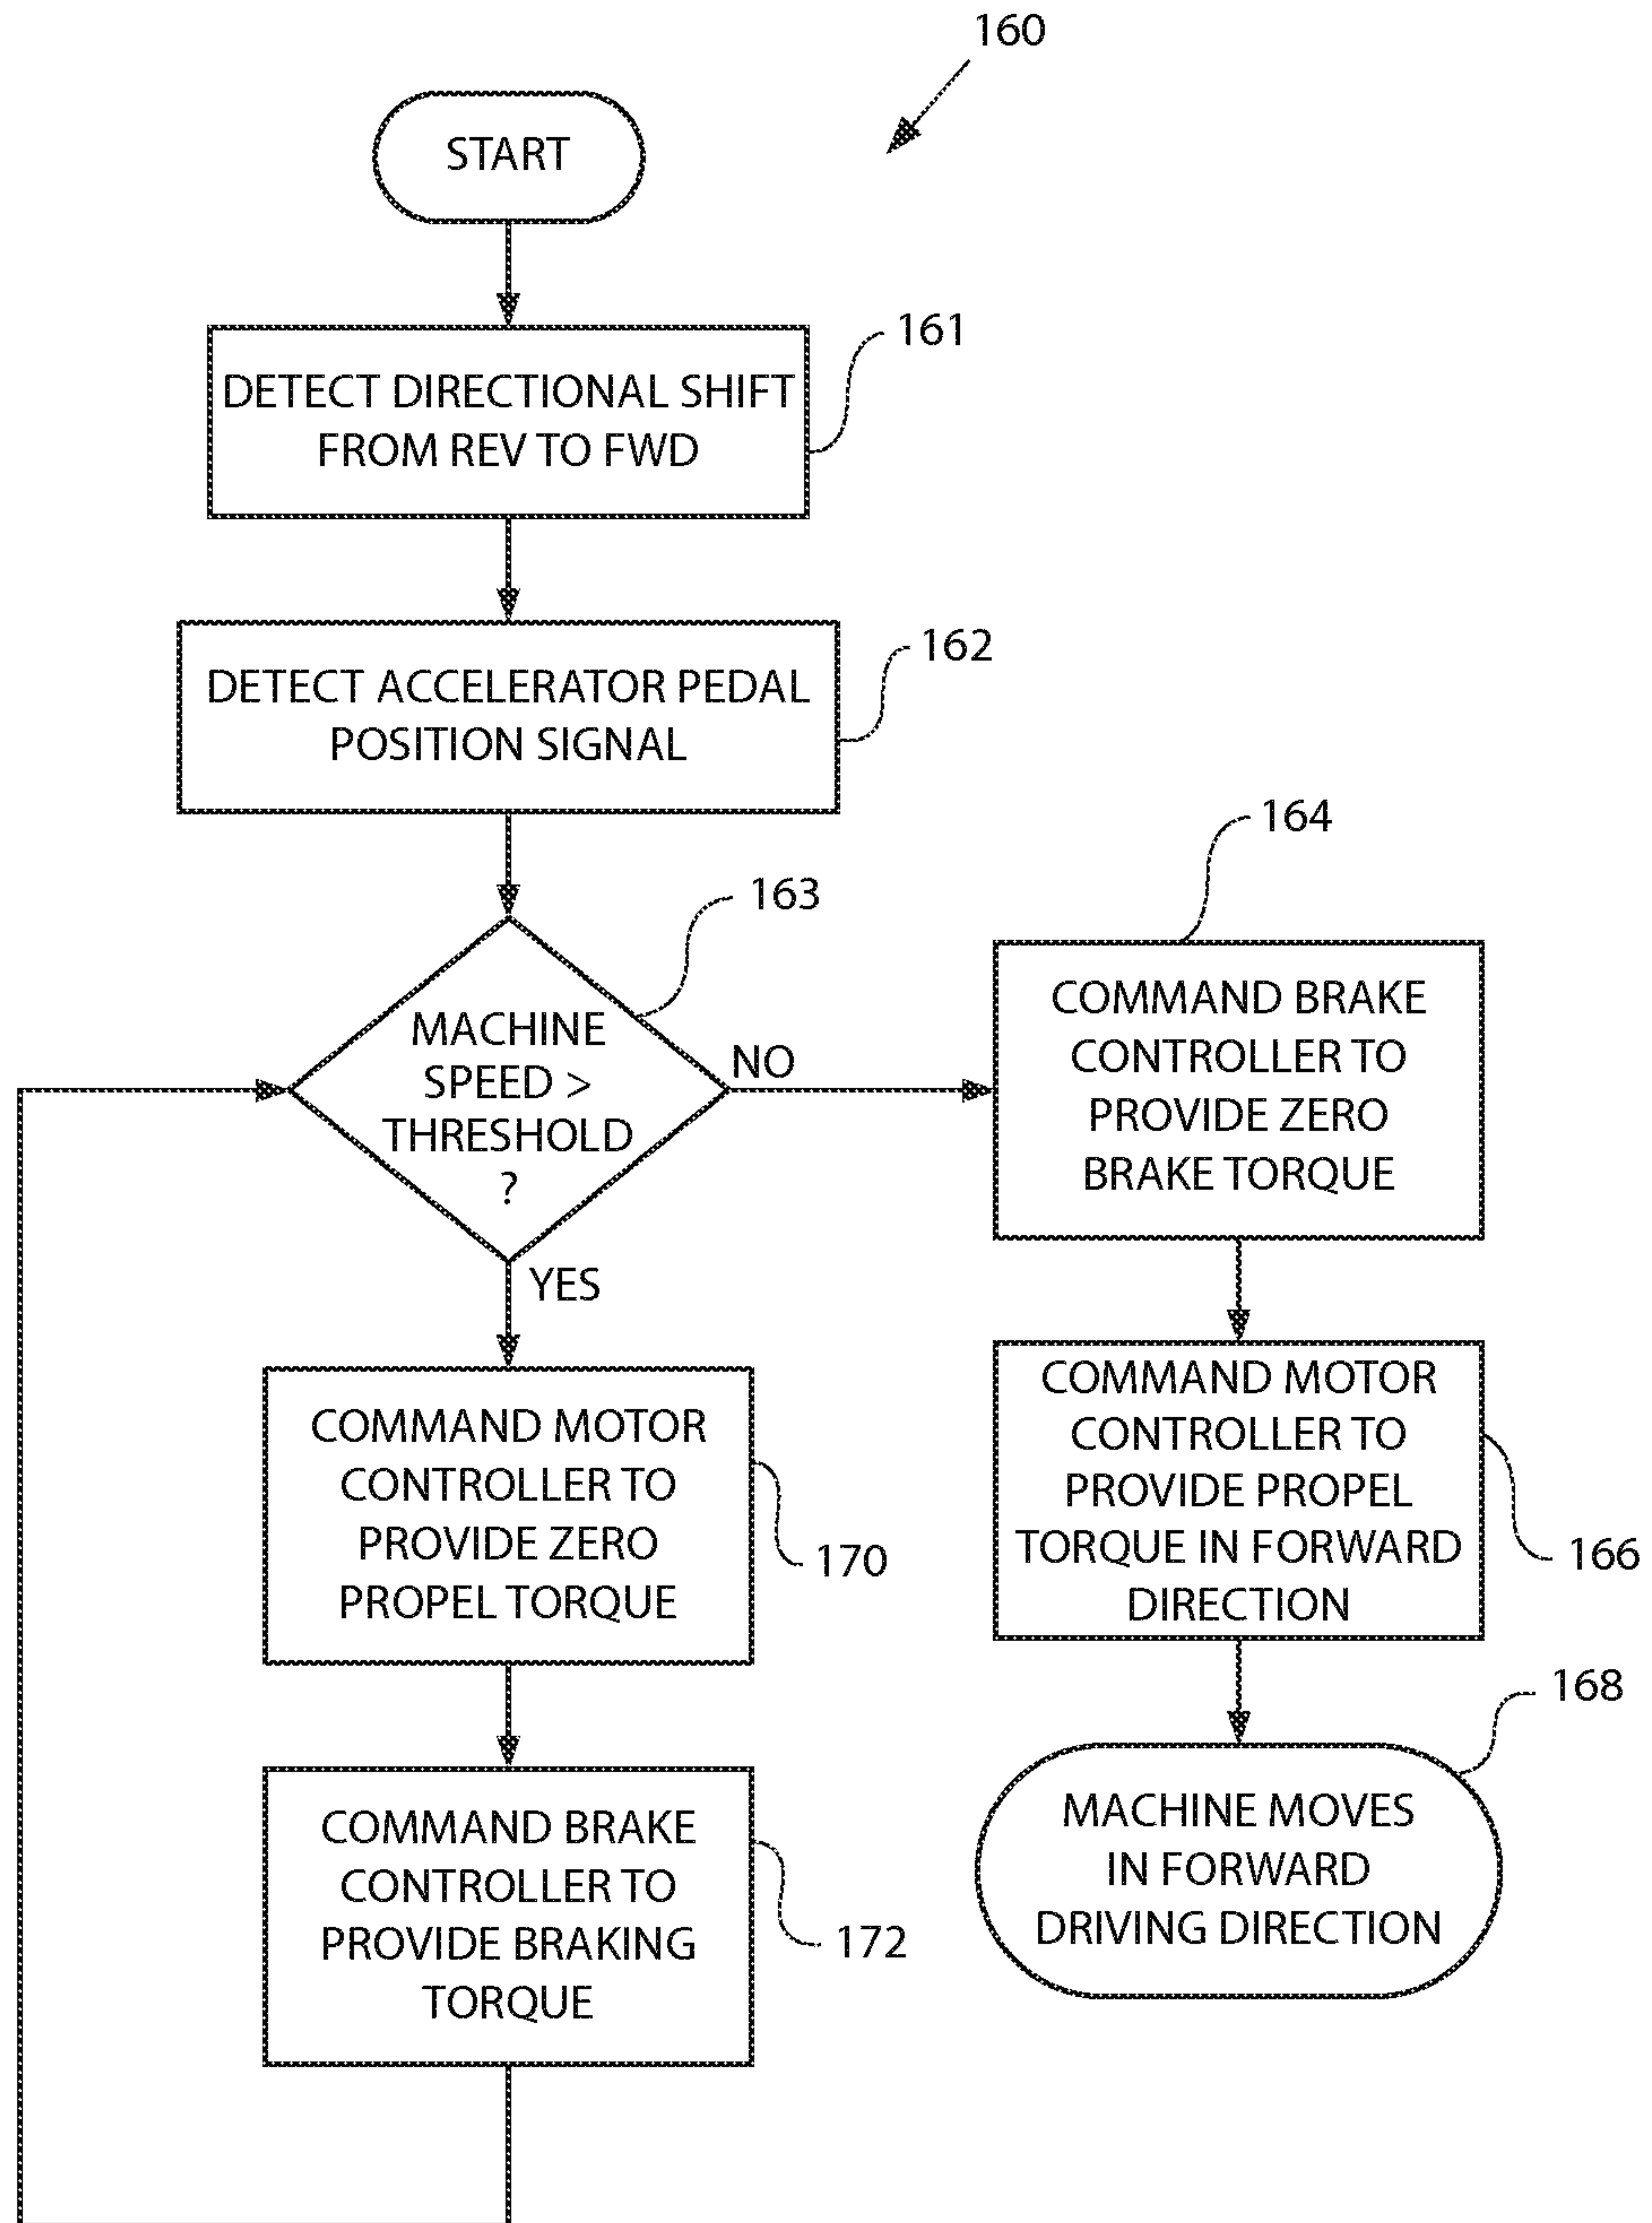 160
START
161
DETECT DIRECTIONAL SHIFT
FROM REV TO FWD
162
DETECT ACCELERATOR PEDAL
POSITION SIGNAL
163
MACHINE
SPEED >
THRESHOLD
?
NO
YES
164
COMMAND BRAKE
CONTROLLER TO
PROVIDE ZERO
BRAKE TORQUE
COMMAND MOTOR
CONTROLLER TO
PROVIDE PROPEL
TORQUE IN FORWARD
DIRECTION
166
168
MACHINE MOVES
IN FORWARD
DRIVING DIRECTION
COMMAND MOTOR
CONTROLLER TO
PROVIDE ZERO
PROPEL TORQUE
170
COMMAND BRAKE
CONTROLLER TO
PROVIDE BRAKING
TORQUE
172